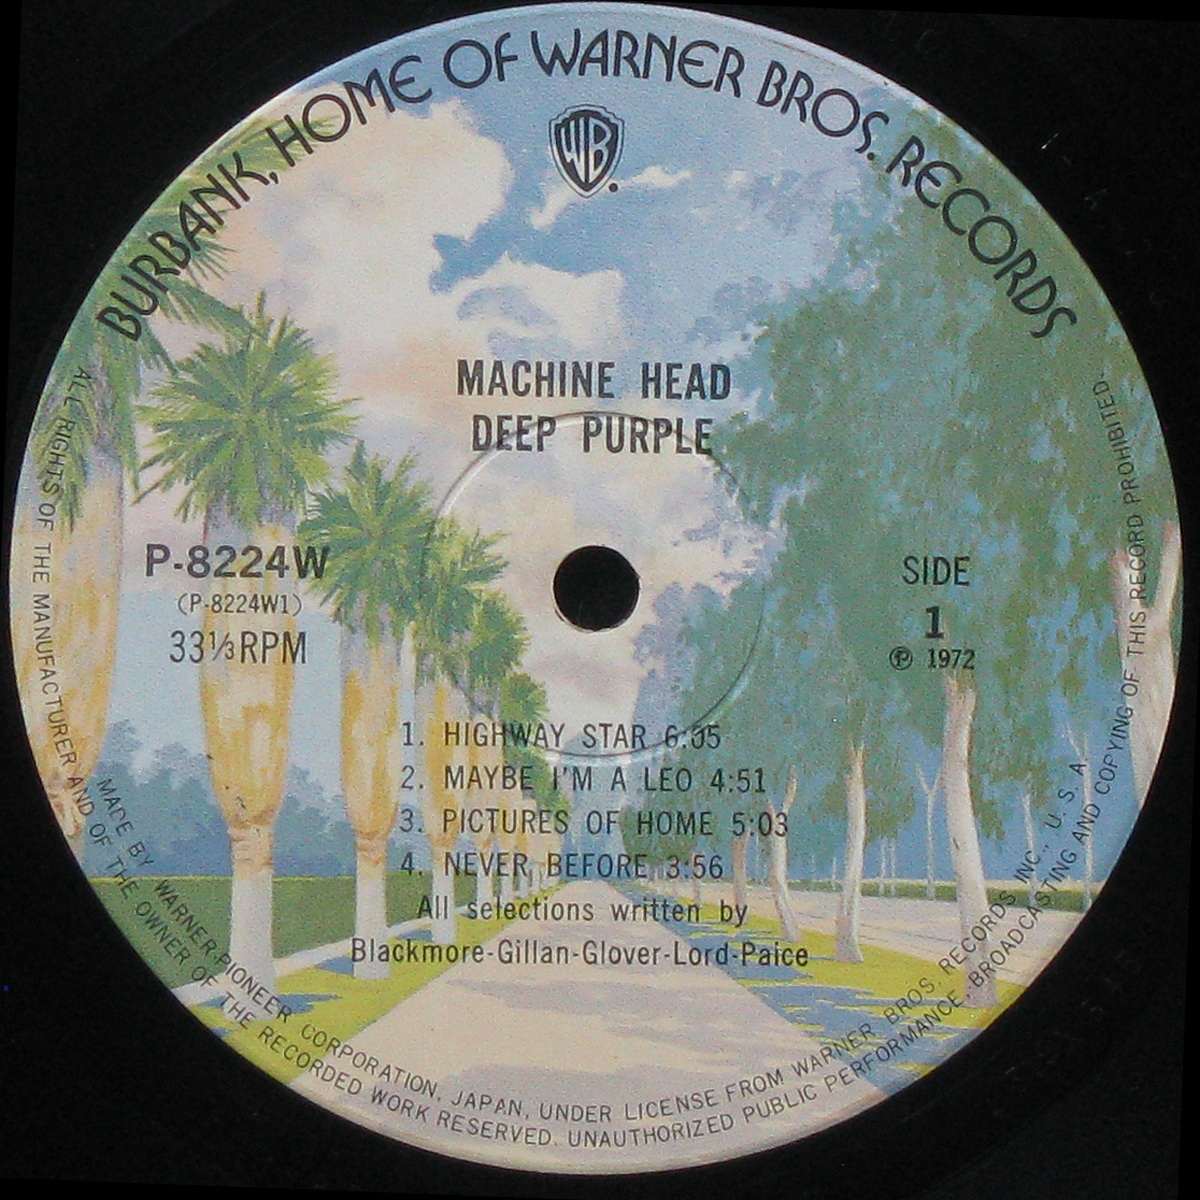 BURBANK, HOME OF WARNER BROS. RECORDS
WB
MACHINE HEAD
DEEP PURPLE
P-8224W
(P-8224W1)
33⅓ RPM
SIDE
1
Ⓟ 1972
1. HIGHWAY STAR 6:05
2. MAYBE I'M A LEO 4:51
3. PICTURES OF HOME 5:03
4. NEVER BEFORE 3:56
All selections written by
Blackmore-Gillan-Glover-Lord-Paice
MADE BY WARNER-PIONEER CORPORATION, JAPAN, UNDER LICENSE FROM WARNER BROS. RECORDS INC., U. S. A
ALL RIGHTS OF THE MANUFACTURER AND OF THE OWNER OF THE RECORDED WORK RESERVED. UNAUTHORIZED PUBLIC PERFORMANCE, BROADCASTING AND COPYING OF THIS RECORD PROHIBITED.